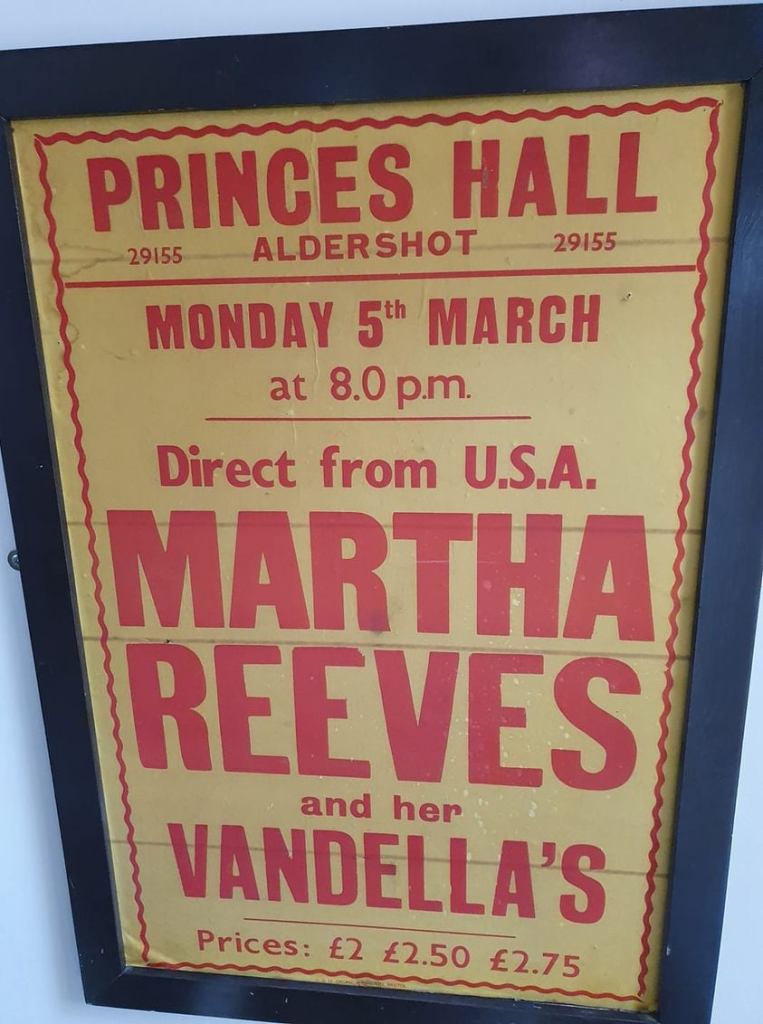 PRINCES HALL
29155 ALDERSHOT 29155
MONDAY 5th MARCH
at 8.0 p.m.
Direct from U.S.A.
MARTHA
REEVES
and her
VANDELLA'S
Prices: £2 £2.50 £2.75